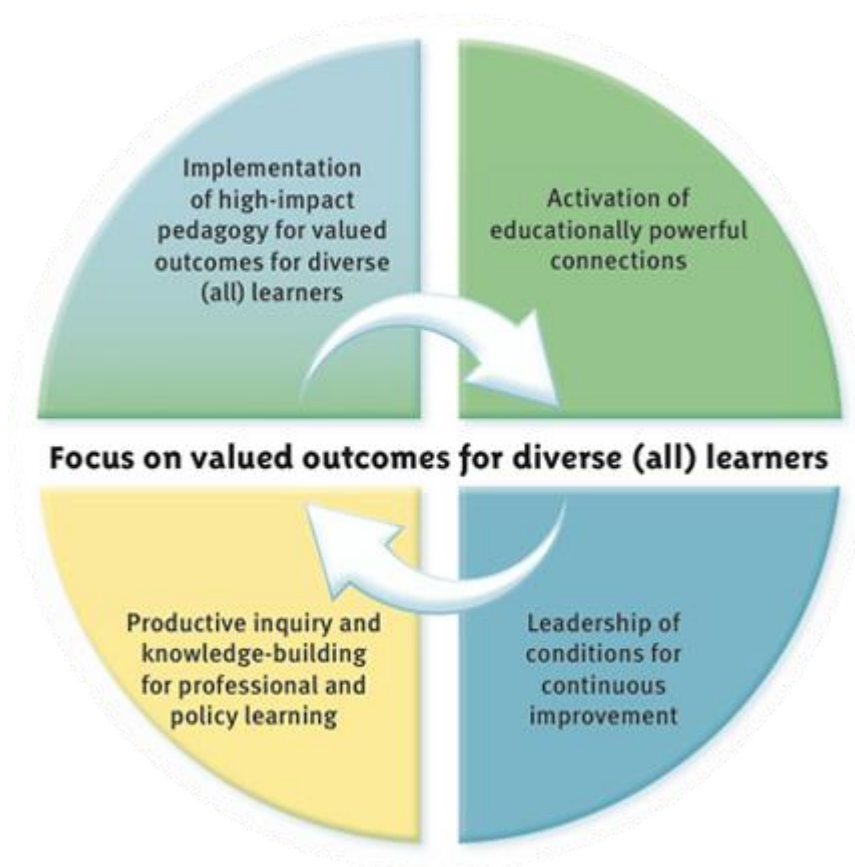 Implementation
of high-impact
pedagogy for valued
outcomes for diverse
(all) learners
Activation of
educationally powerful
connections
Focus on valued outcomes for diverse (all) learners
Productive inquiry and
knowledge-building
for professional and
policy learning
Leadership of
conditions for
continuous
improvement